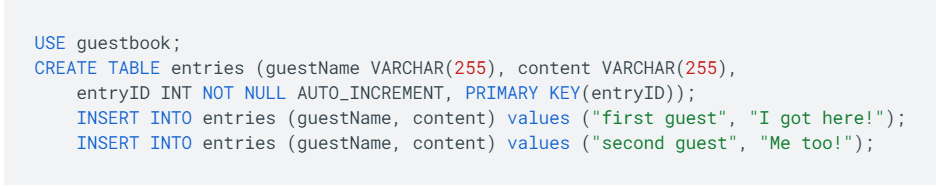 USE guestbook;
CREATE TABLE entries (guestName VARCHAR(255), content VARCHAR(255),
    entryID INT NOT NULL AUTO_INCREMENT, PRIMARY KEY(entryID));
    INSERT INTO entries (guestName, content) values ("first guest", "I got here!");
    INSERT INTO entries (guestName, content) values ("second guest", "Me too!");